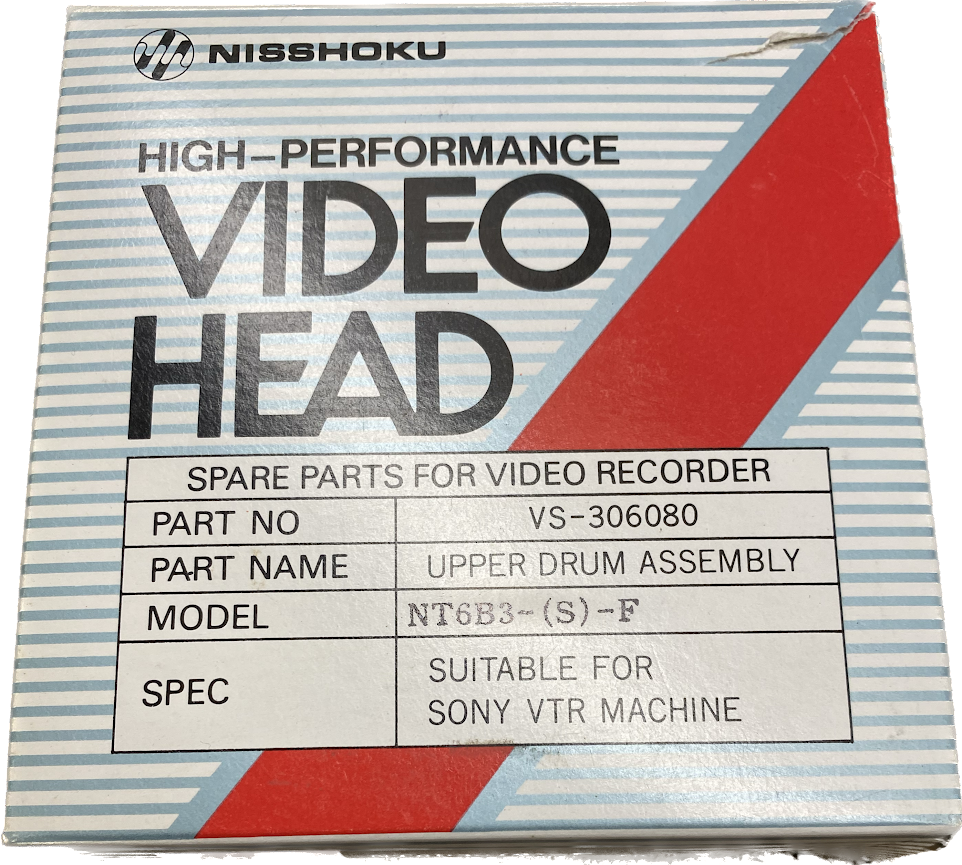 NISSHOKU
HIGH-PERFORMANCE
VIDEO
HEAD
SPARE PARTS FOR VIDEO RECORDER
PART NO VS-306080
PART NAME UPPER DRUM ASSEMBLY
MODEL NT6B3-(S)-F
SPEC SUITABLE FOR
SONY VTR MACHINE